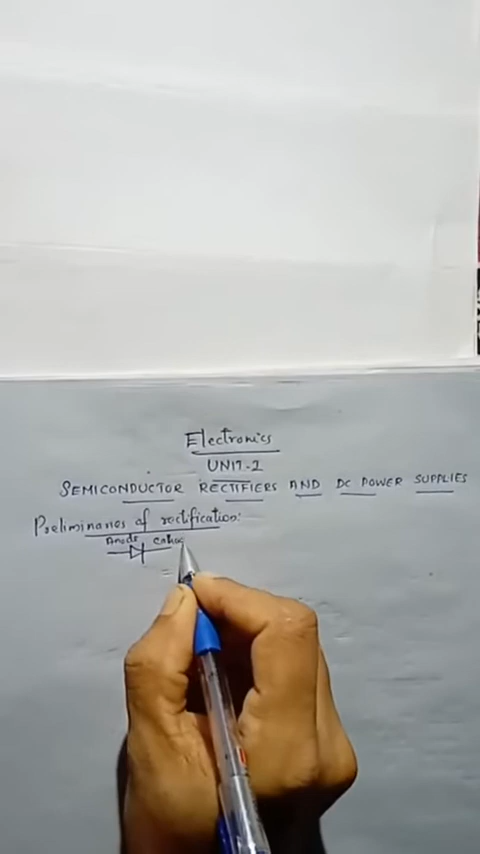 Electronics
UNIT-2
SEMICONDUCTOR RECTIFIERS AND DC POWER SUPPLIES
Preliminaries of rectification:
Anode